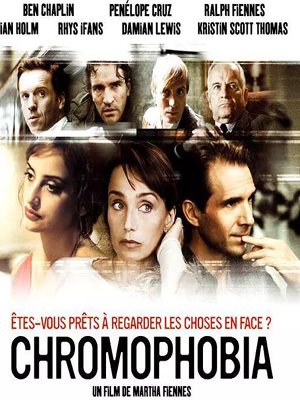 BEN CHAPLIN PENÉLOPE CRUZ RALPH FIENNES
IAN HOLM RHYS IFANS DAMIAN LEWIS KRISTIN SCOTT THOMAS
ÊTES-VOUS PRÊTS À REGARDER LES CHOSES EN FACE ?
CHROMOPHOBIA
UN FILM DE MARTHA FIENNES